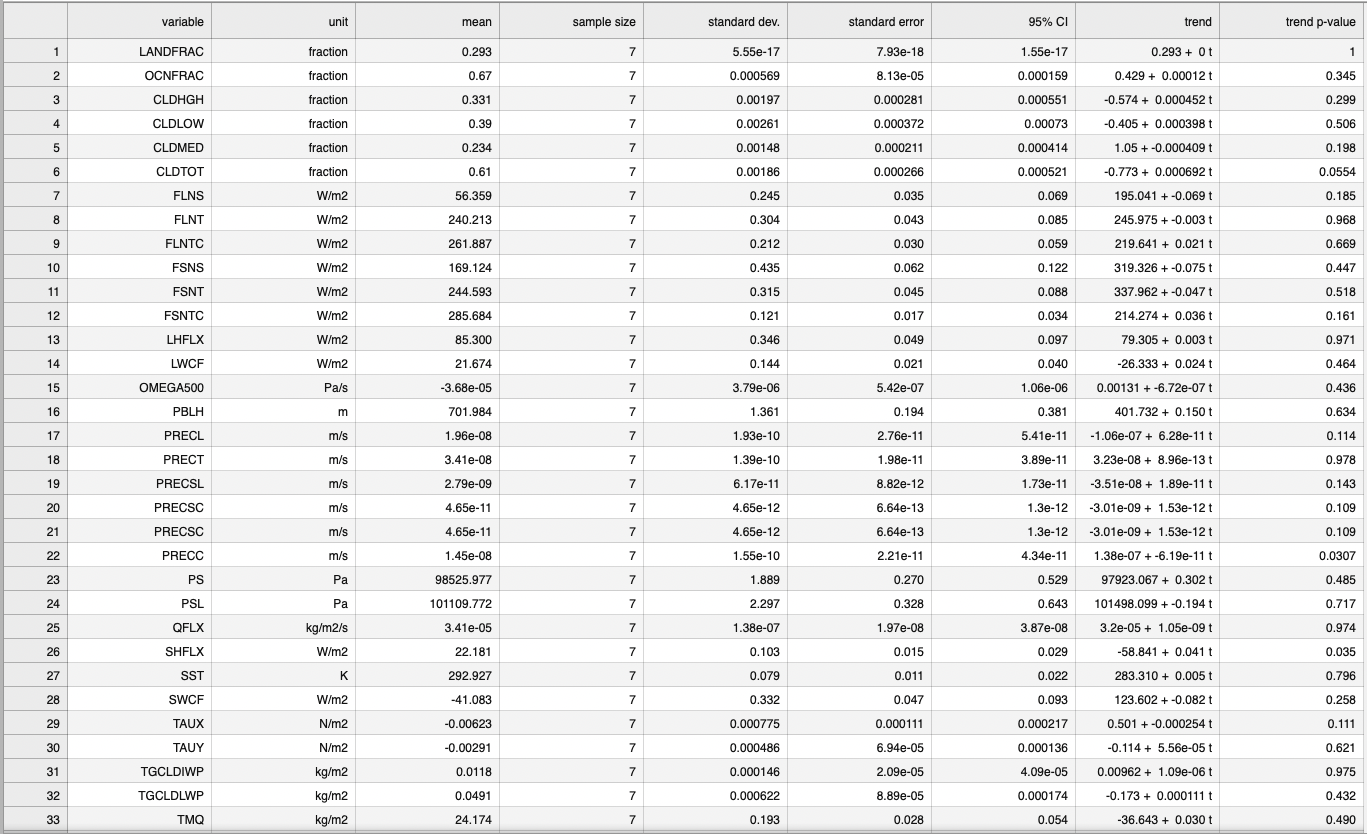 variable unit mean sample size standard dev. standard error 95% CI trend trend p-value
1 LANDFRAC fraction 0.293 7 5.55e-17 7.93e-18 1.55e-17 0.293 + 0 t 1
2 OCNFRAC fraction 0.67 7 0.000569 8.13e-05 0.000159 0.429 + 0.00012 t 0.345
3 CLDHGH fraction 0.331 7 0.00197 0.000281 0.000551 -0.574 + 0.000452 t 0.299
4 CLDLOW fraction 0.39 7 0.00261 0.000372 0.00073 -0.405 + 0.000398 t 0.506
5 CLDMED fraction 0.234 7 0.00148 0.000211 0.000414 1.05 + -0.000409 t 0.198
6 CLDTOT fraction 0.61 7 0.00186 0.000266 0.000521 -0.773 + 0.000692 t 0.0554
7 FLNS W/m2 56.359 7 0.245 0.035 0.069 195.041 + -0.069 t 0.185
8 FLNT W/m2 240.213 7 0.304 0.043 0.085 245.975 + -0.003 t 0.968
9 FLNTC W/m2 261.887 7 0.212 0.030 0.059 219.641 + 0.021 t 0.669
10 FSNS W/m2 169.124 7 0.435 0.062 0.122 319.326 + -0.075 t 0.447
11 FSNT W/m2 244.593 7 0.315 0.045 0.088 337.962 + -0.047 t 0.518
12 FSNTC W/m2 285.684 7 0.121 0.017 0.034 214.274 + 0.036 t 0.161
13 LHFLX W/m2 85.300 7 0.346 0.049 0.097 79.305 + 0.003 t 0.971
14 LWCF W/m2 21.674 7 0.144 0.021 0.040 -26.333 + 0.024 t 0.464
15 OMEGA500 Pa/s -3.68e-05 7 3.79e-06 5.42e-07 1.06e-06 0.00131 + -6.72e-07 t 0.436
16 PBLH m 701.984 7 1.361 0.194 0.381 401.732 + 0.150 t 0.634
17 PRECL m/s 1.96e-08 7 1.93e-10 2.76e-11 5.41e-11 -1.06e-07 + 6.28e-11 t 0.114
18 PRECT m/s 3.41e-08 7 1.39e-10 1.98e-11 3.89e-11 3.23e-08 + 8.96e-13 t 0.978
19 PRECSL m/s 2.79e-09 7 6.17e-11 8.82e-12 1.73e-11 -3.51e-08 + 1.89e-11 t 0.143
20 PRECSC m/s 4.65e-11 7 4.65e-12 6.64e-13 1.3e-12 -3.01e-09 + 1.53e-12 t 0.109
21 PRECSC m/s 4.65e-11 7 4.65e-12 6.64e-13 1.3e-12 -3.01e-09 + 1.53e-12 t 0.109
22 PRECC m/s 1.45e-08 7 1.55e-10 2.21e-11 4.34e-11 1.38e-07 + -6.19e-11 t 0.0307
23 PS Pa 98525.977 7 1.889 0.270 0.529 97923.067 + 0.302 t 0.485
24 PSL Pa 101109.772 7 2.297 0.328 0.643 101498.099 + -0.194 t 0.717
25 QFLX kg/m2/s 3.41e-05 7 1.38e-07 1.97e-08 3.87e-08 3.2e-05 + 1.05e-09 t 0.974
26 SHFLX W/m2 22.181 7 0.103 0.015 0.029 -58.841 + 0.041 t 0.035
27 SST K 292.927 7 0.079 0.011 0.022 283.310 + 0.005 t 0.796
28 SWCF W/m2 -41.083 7 0.332 0.047 0.093 123.602 + -0.082 t 0.258
29 TAUX N/m2 -0.00623 7 0.000775 0.000111 0.000217 0.501 + -0.000254 t 0.111
30 TAUY N/m2 -0.00291 7 0.000486 6.94e-05 0.000136 -0.114 + 5.56e-05 t 0.621
31 TGCLDIWP kg/m2 0.0118 7 0.000146 2.09e-05 4.09e-05 0.00962 + 1.09e-06 t 0.975
32 TGCLDLWP kg/m2 0.0491 7 0.000622 8.89e-05 0.000174 -0.173 + 0.000111 t 0.432
33 TMQ kg/m2 24.174 7 0.193 0.028 0.054 -36.643 + 0.030 t 0.490